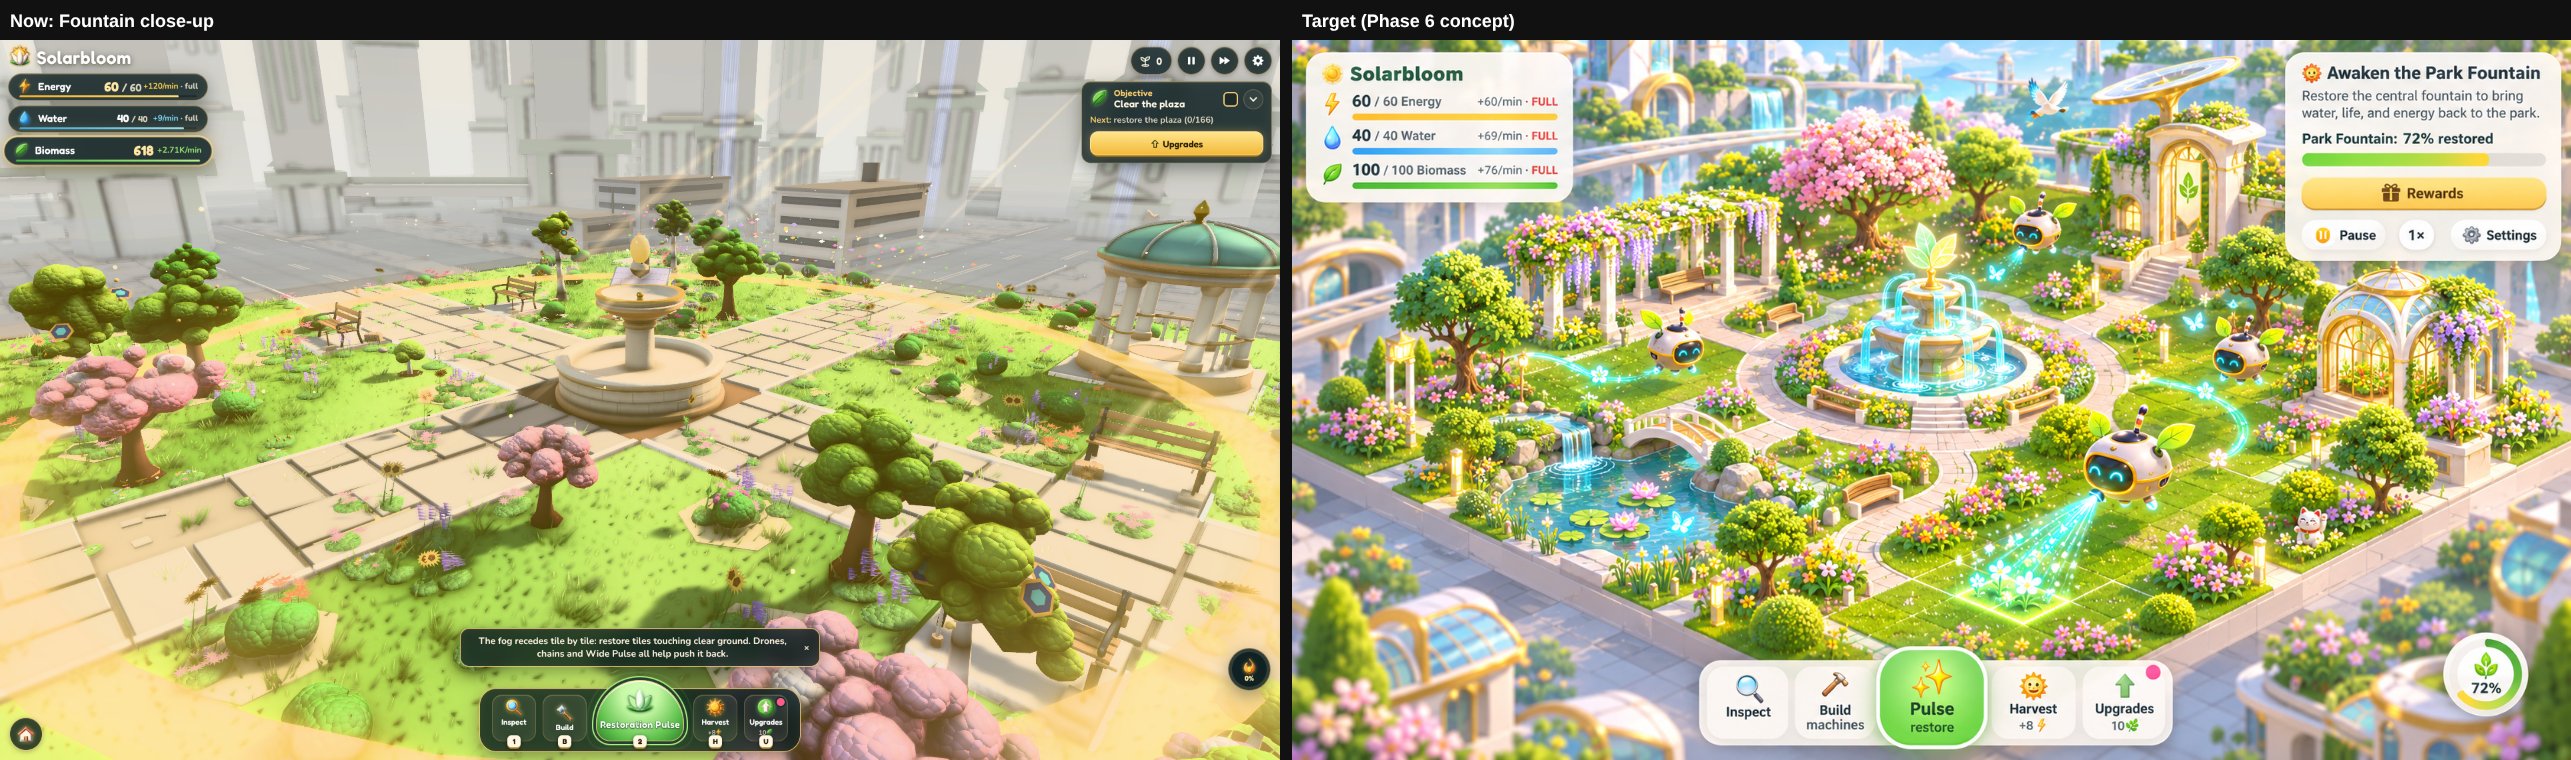 Now: Fountain close-up
Solarbloom
Energy 60 / 60 +120/min · full
Water 40 / 40 +9/min · full
Biomass 618 +2.71K/min
0
Objective
Clear the plaza
Next: restore the plaza (0/166)
Upgrades
The fog recedes tile by tile: restore tiles touching clear ground. Drones,
chains and Wide Pulse all help push it back.
×
Inspect
1
Build
B
Restoration Pulse
2
Harvest
+8
H
Upgrades
10
U
0%
Target (Phase 6 concept)
Solarbloom
60 / 60 Energy +60/min · FULL
40 / 40 Water +69/min · FULL
100 / 100 Biomass +76/min · FULL
Awaken the Park Fountain
Restore the central fountain to bring
water, life, and energy back to the park.
Park Fountain: 72% restored
Rewards
Pause
1×
Settings
Inspect
Build
machines
Pulse
restore
Harvest
+8
Upgrades
10
72%